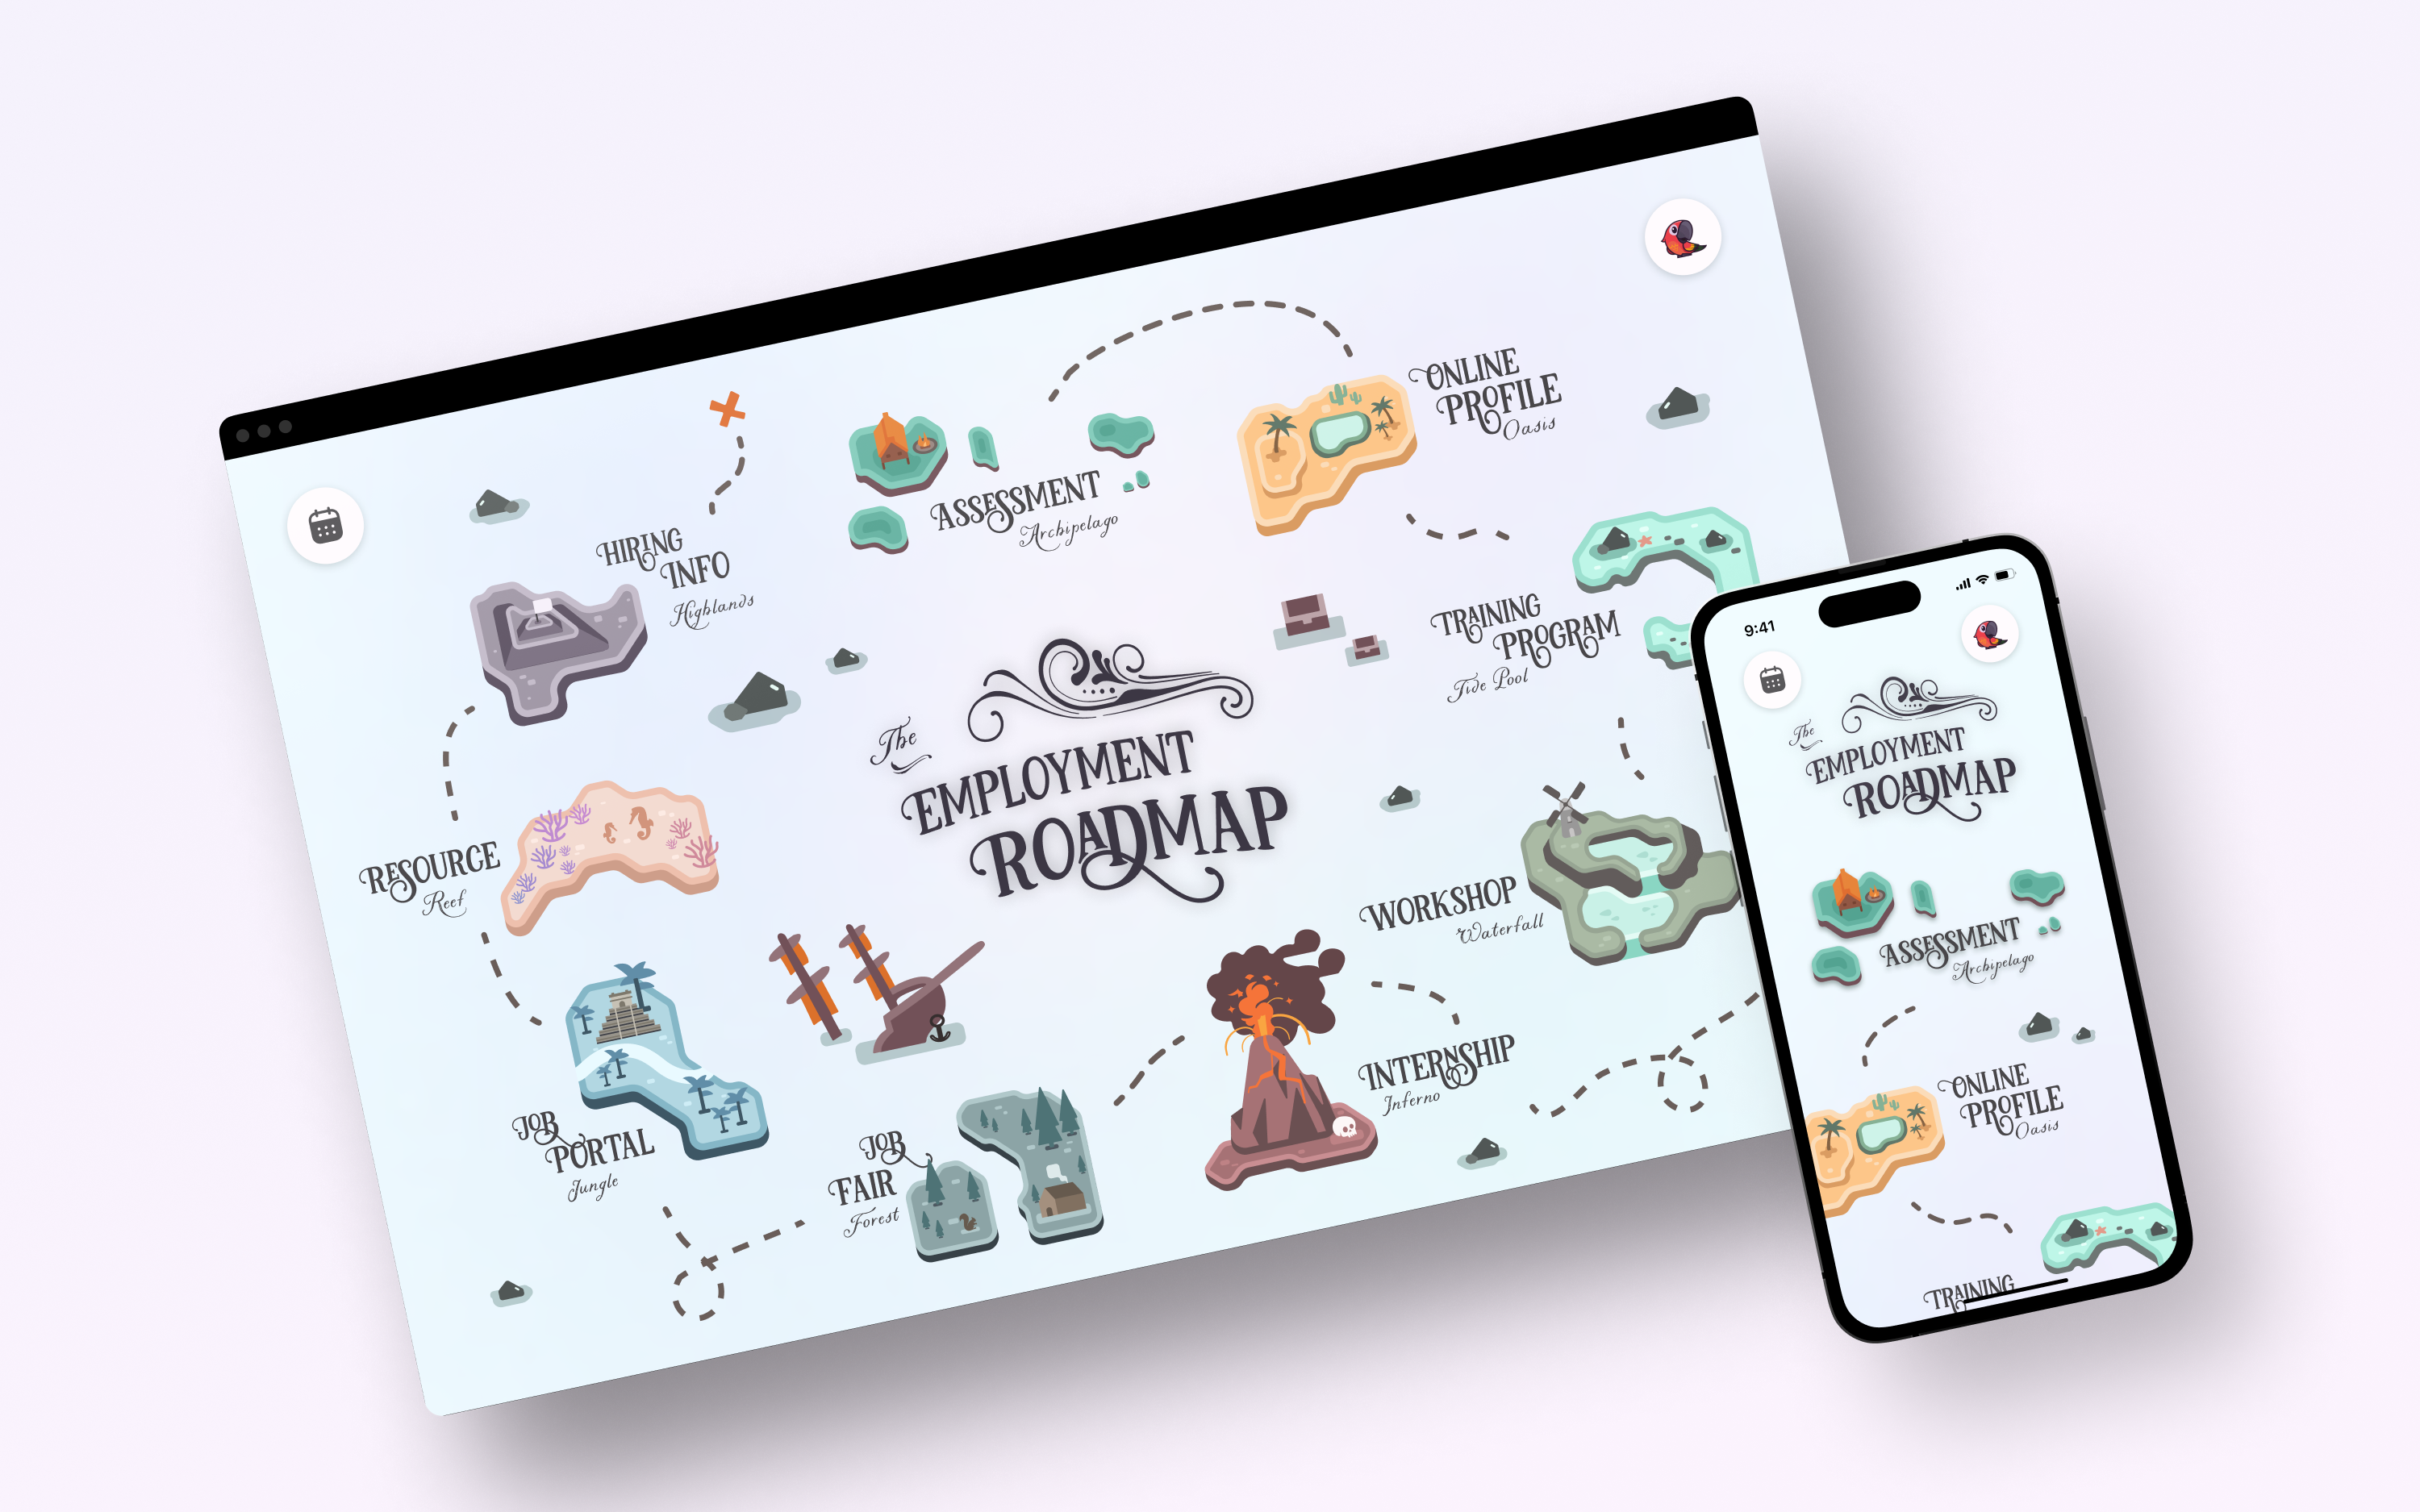 HIRING
INFO
Highlands
ASSESSMENT
Archipelago
ONLINE
PROFILE
Oasis
TRAINING
PROGRAM
Tide Pool
The
EMPLOYMENT
ROADMAP
RESOURCE
Reef
WORKSHOP
Waterfall
JOB
PORTAL
Jungle
JOB
FAIR
Forest
INTERNSHIP
Inferno
9:41
The
EMPLOYMENT
ROADMAP
ASSESSMENT
Archipelago
ONLINE
PROFILE
Oasis
TRAINING